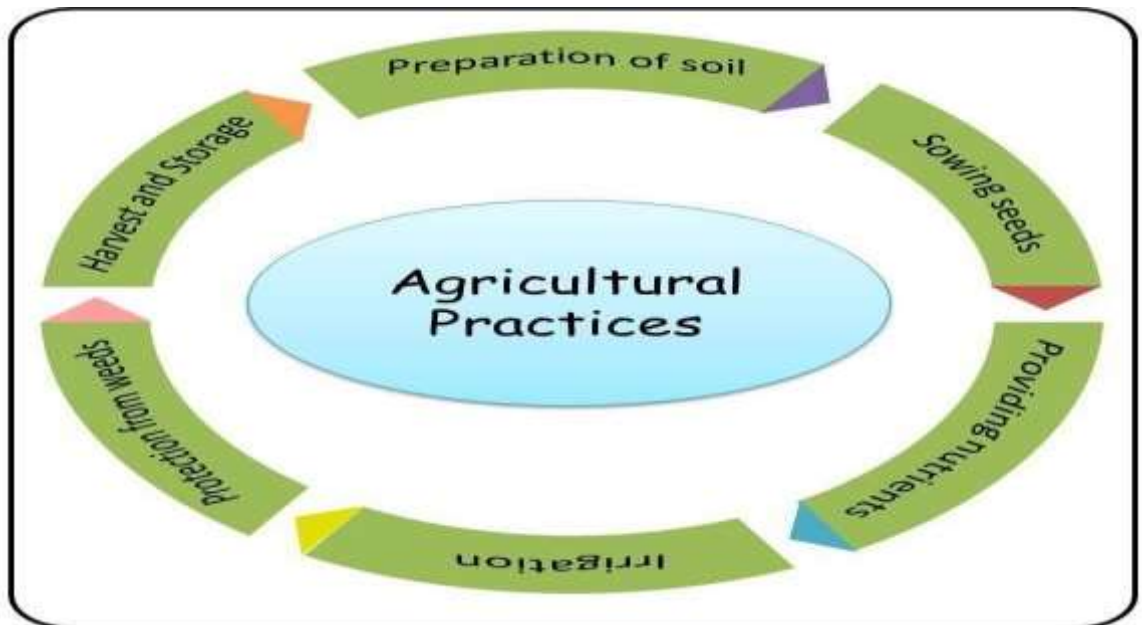 Preparation of soil
Sowing seeds
Providing nutrients
Irrigation
Protection from weeds
Harvest and Storage
Agricultural
Practices